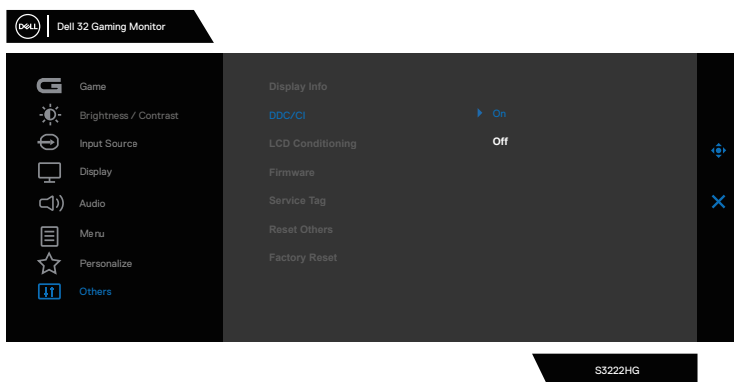 DELL
Dell 32 Gaming Monitor
Game
Brightness / Contrast
Input Source
Display
Audio
Menu
Personalize
Others
Display Info
DDC/CI
On
LCD Conditioning
Off
Firmware
Service Tag
Reset Others
Factory Reset
S3222HG